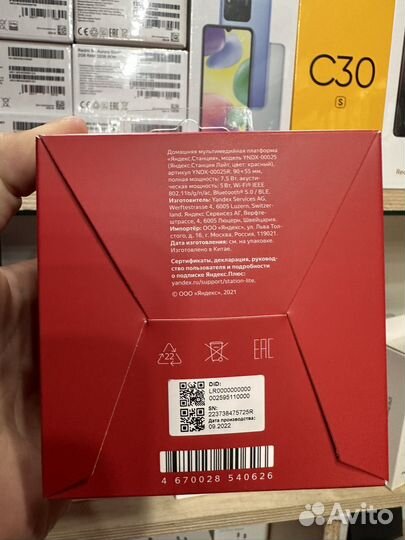 C30
s
Домашняя мультимедийная платформа
«Яндекс.Станция», модель YNDX-00025
(Яндекс.Станция Лайт, цвет: красный),
артикул YNDX-00025R. 90 × 55 мм,
полная мощность: 7.5 Вт, акусти-
ческая мощность: 5 Вт, Wi-Fi® IEEE
802.11b/g/n/ac, Bluetooth® 5.0 / BLE.
Изготовитель: Yandex Services AG,
Werftestrasse 4, 6005 Luzern, Switzer-
land. Яндекс Сервисез АГ, Верфте-
штрассе, 4, 6005 Люцерн, Швейцария.
Импортёр: ООО «Яндекс», ул. Льва Тол-
стого, д. 16, г. Москва, Россия, 119021.
Дата изготовления: см. на упаковке.
Изготовлено в Китае.
Сертификаты, декларация, руковод-
ство пользователя и подробности
о подписке Яндекс.Плюс:
yandex.ru/support/station-lite
© ООО «Яндекс», 2021
22
EAC
DID:
LR0000000000
002595110000
SN:
223738475725R
Дата производства:
09.2022
4 670028 540626
Avito